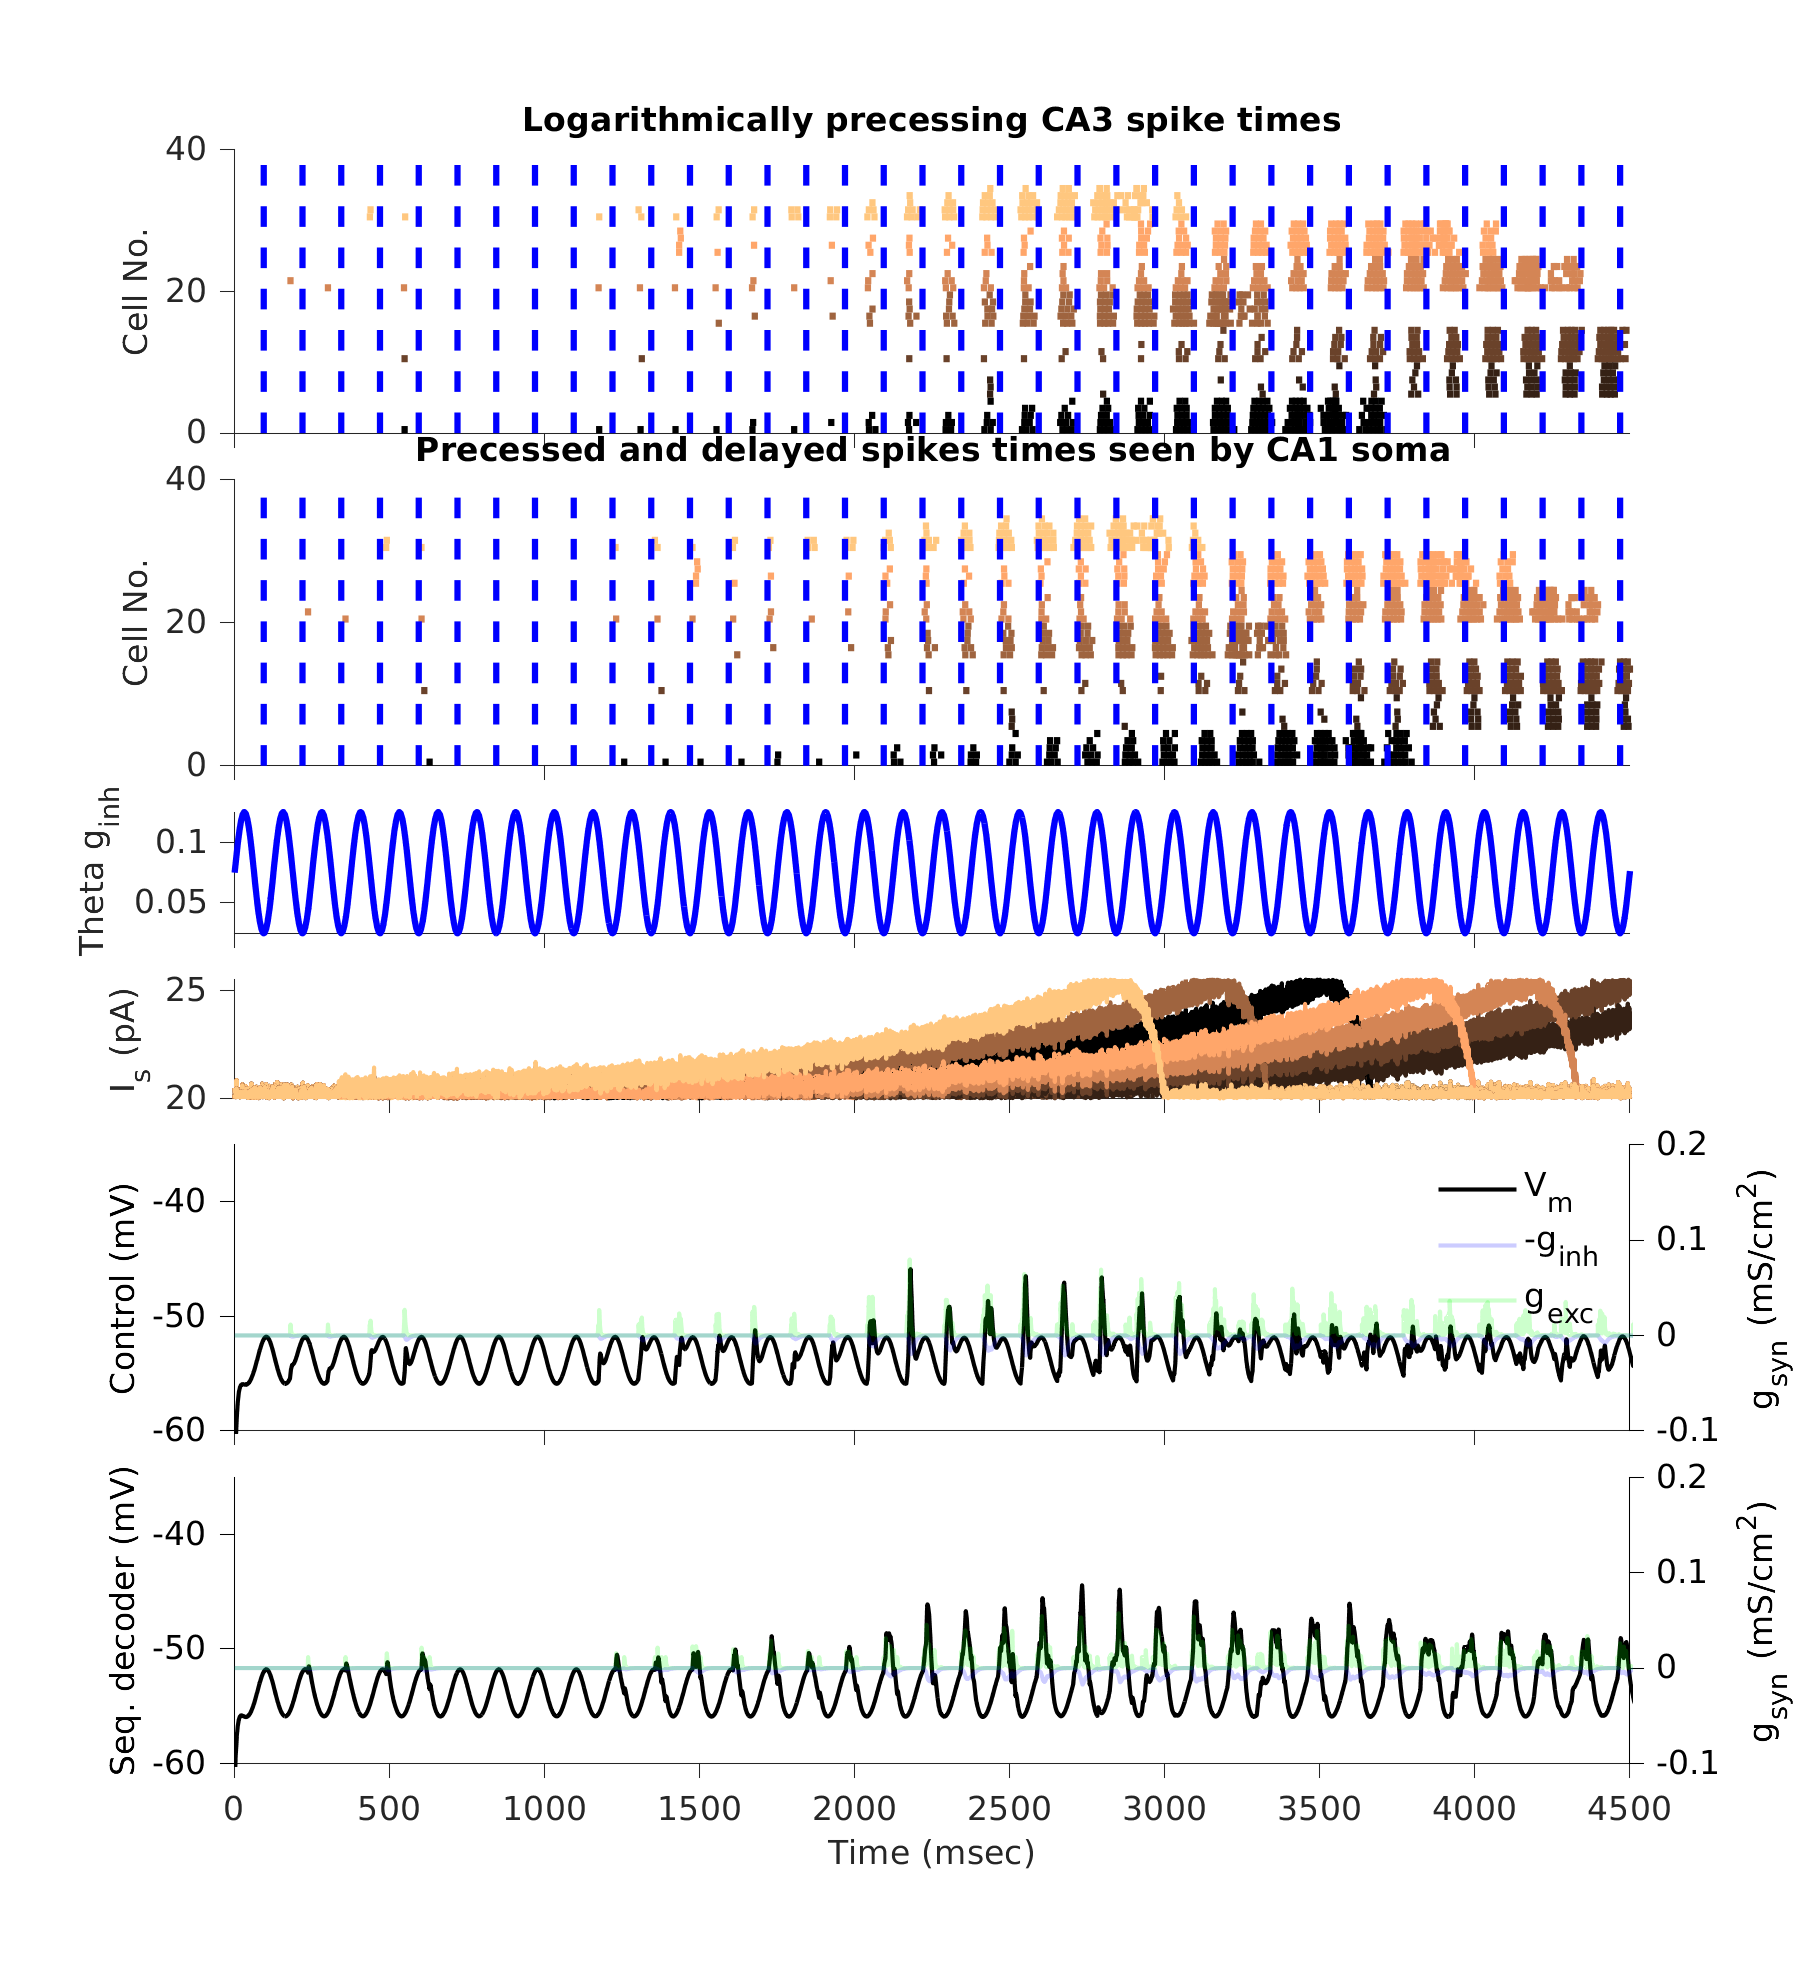 Logarithmically precessing CA3 spike times
40
20
0
Cell No.
Precessed and delayed spikes times seen by CA1 soma
40
20
0
Cell No.
0.1
0.05
Theta g_inh
25
20
I_s (pA)
-40
-50
-60
Control (mV)
V_m
-g_inh
g_exc
0.2
0.1
0
-0.1
g_syn (mS/cm^2)
-40
-50
-60
Seq. decoder (mV)
0.2
0.1
0
-0.1
g_syn (mS/cm^2)
0 500 1000 1500 2000 2500 3000 3500 4000 4500
Time (msec)